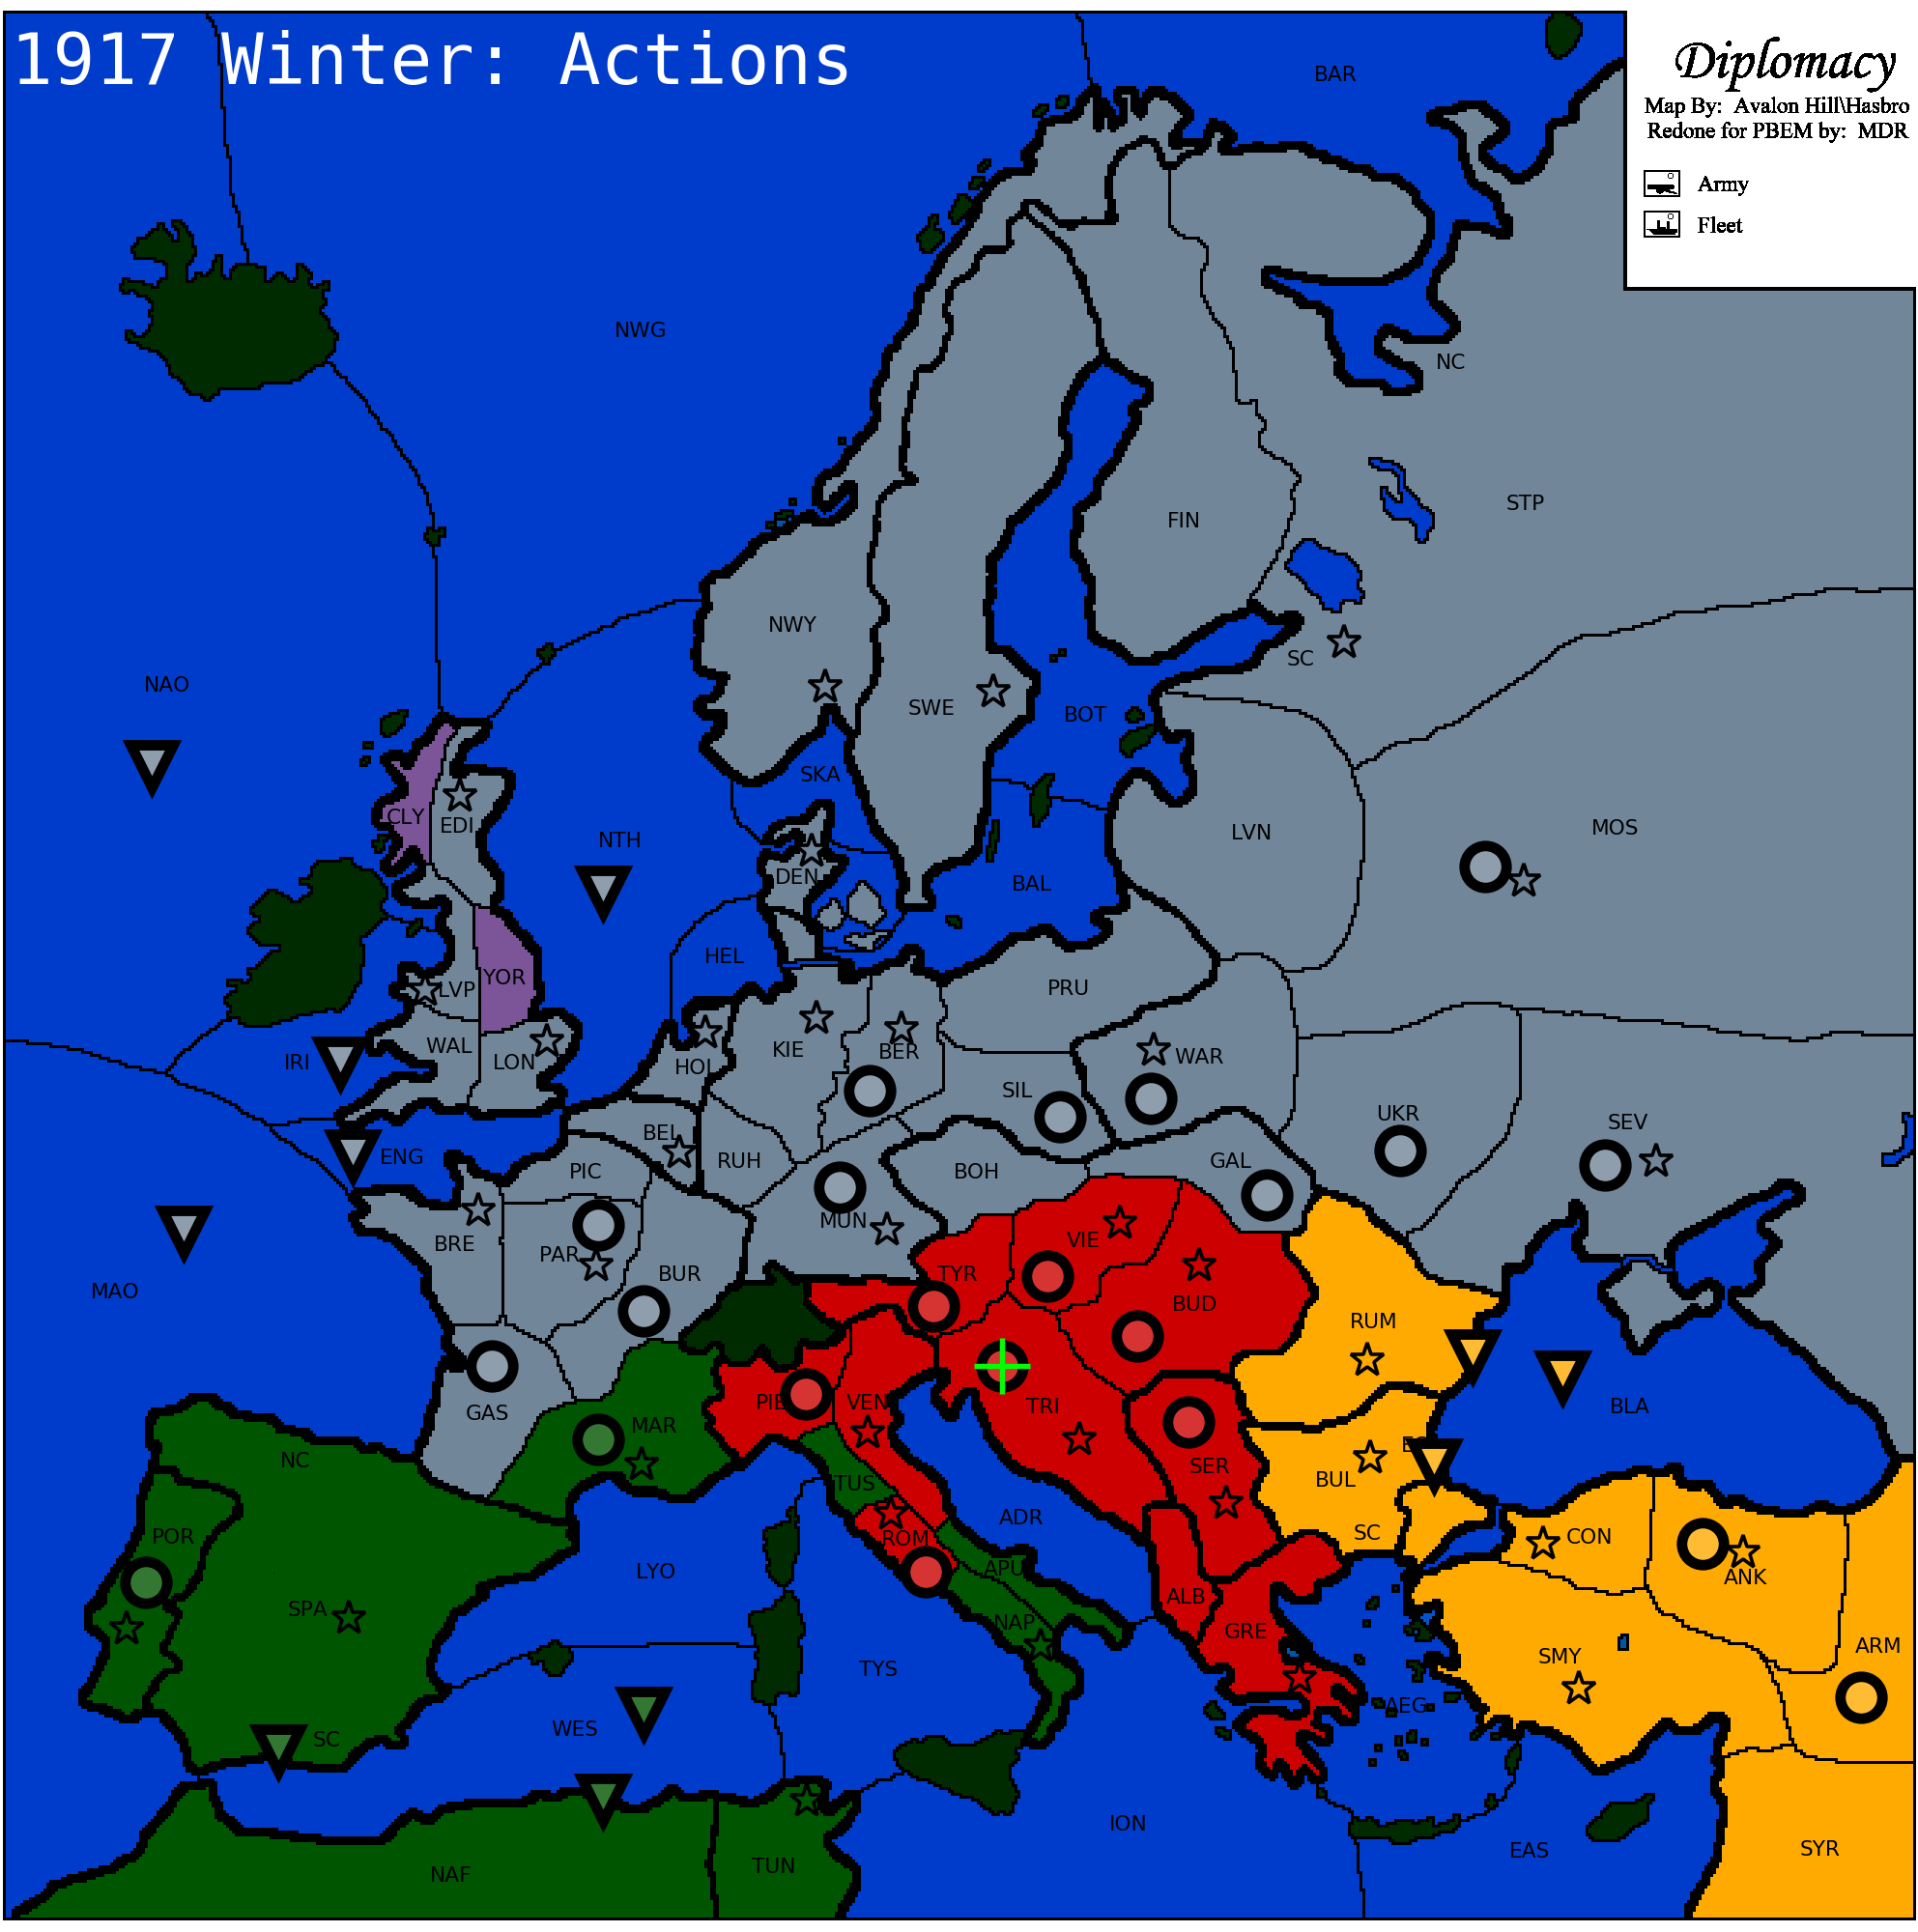 1917 Winter: Actions
Diplomacy
Map By: Avalon Hill\Hasbro
Redone for PBEM by: MDR
Army
Fleet
BAR
NWG
NC
STP
FIN
NWY
SC
NAO
SWE
BOT
SKA
CLY
EDI
NTH
LVN
MOS
DEN
BAL
HEL
YOR
LVP
PRU
IRI
WAL
LON
HOL
KIE
BER
WAR
SIL
UKR
SEV
ENG
BEL
PIC
RUH
BOH
GAL
MUN
BRE
PAR
BUR
VIE
TYR
BUD
MAO
RUM
GAS
MAR
PIE
VEN
TRI
BLA
NC
TUS
SER
BUL
EC
POR
ROM
ADR
SC
CON
ANK
LYO
APU
ALB
SPA
NAP
GRE
SMY
ARM
TYS
AEG
WES
SC
ION
EAS
SYR
NAF
TUN